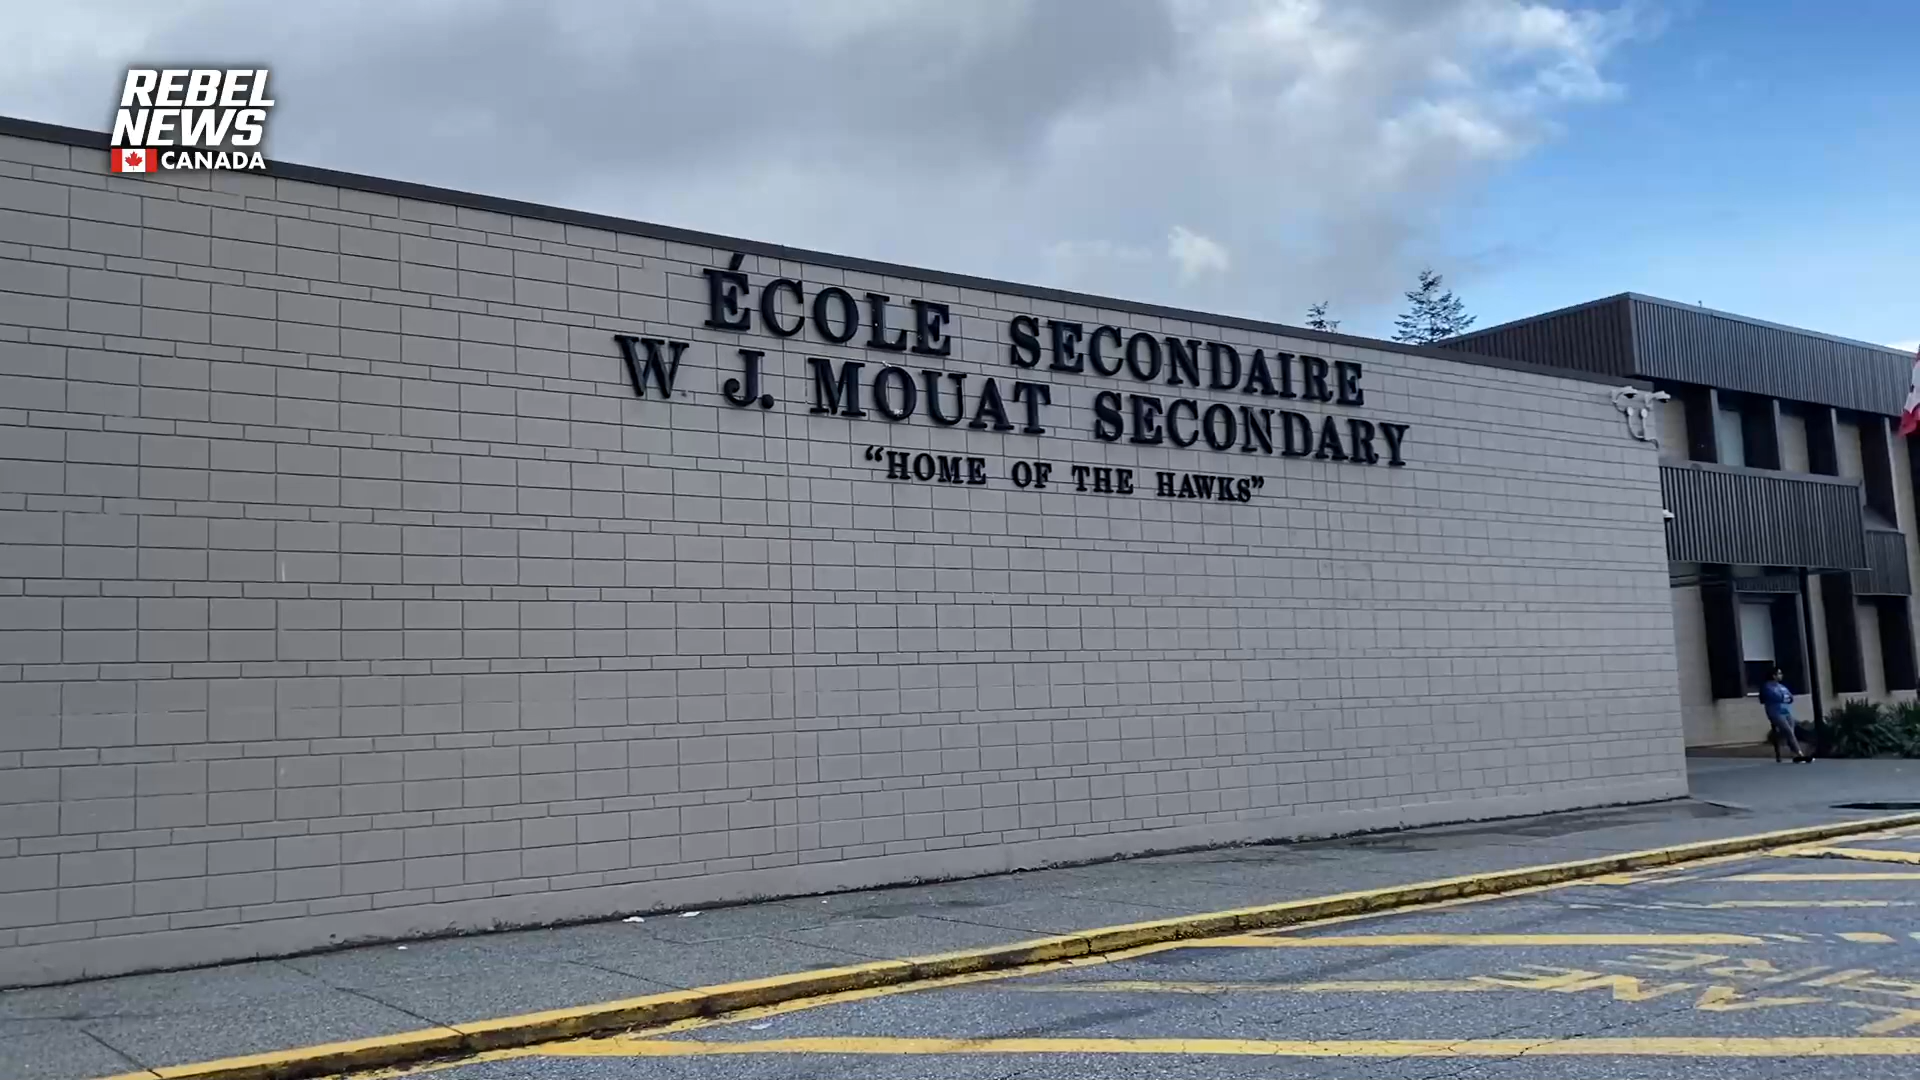 REBEL
NEWS
CANADA
ÉCOLE SECONDAIRE
W J. MOUAT SECONDARY
“HOME OF THE HAWKS”